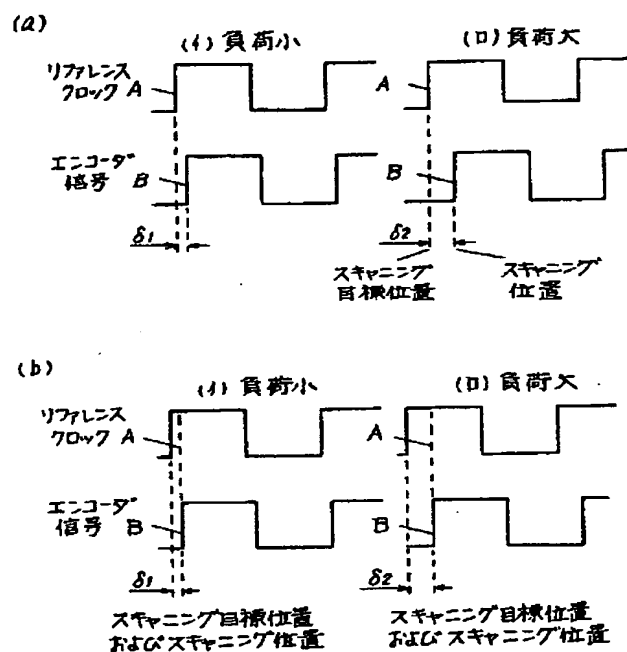 (a)
(イ) 負荷小
(ロ) 負荷大
リファレンス
クロック A
A
エンコーダ
信号 B
B
δ1
δ2
スキャニング
目標位置
スキャニング
位置
(b)
(イ) 負荷小
(ロ) 負荷大
リファレンス
クロック A
A
エンコーダ
信号 B
B
δ1
δ2
スキャニング目標位置
およびスキャニング位置
スキャニング目標位置
およびスキャニング位置